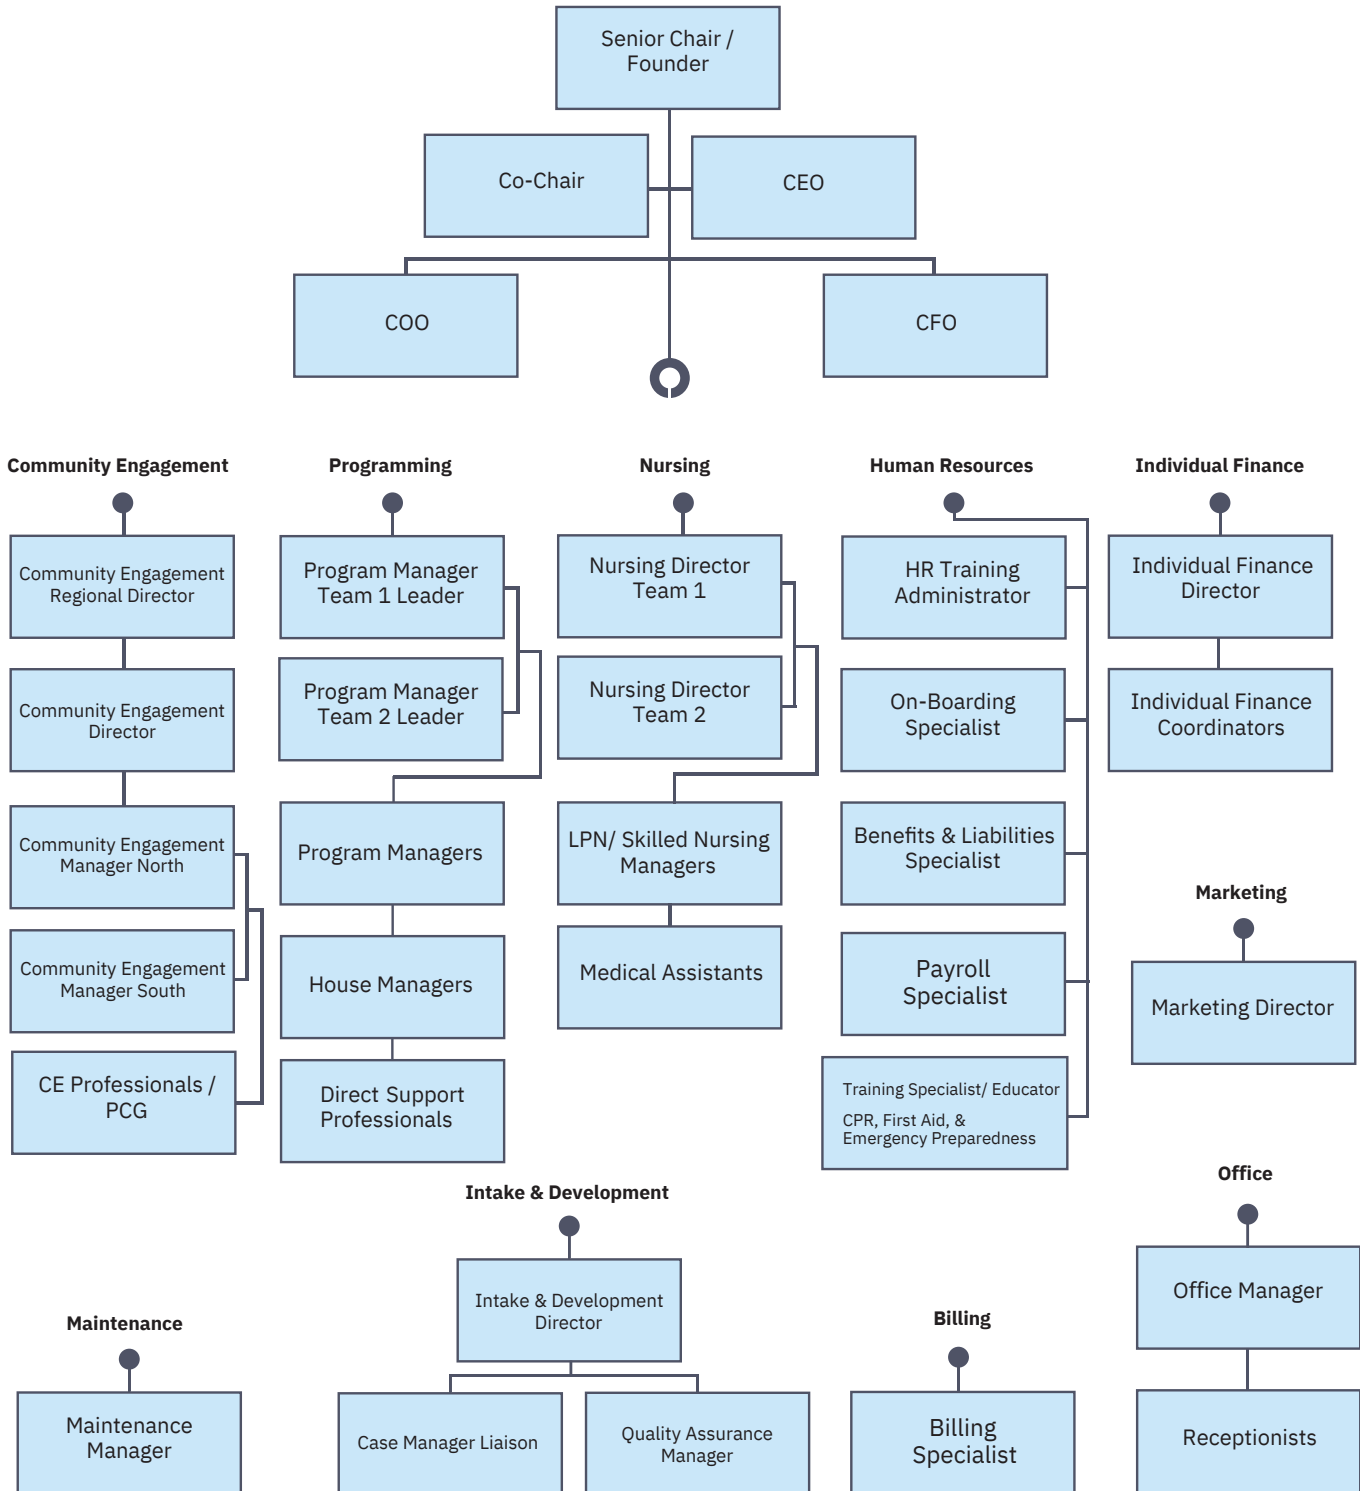 Senior Chair /
Founder
Co-Chair
CEO
COO
CFO
Community Engagement
Community Engagement
Regional Director
Community Engagement
Director
Community Engagement
Manager North
Community Engagement
Manager South
CE Professionals /
PCG
Programming
Program Manager
Team 1 Leader
Program Manager
Team 2 Leader
Program Managers
House Managers
Direct Support
Professionals
Nursing
Nursing Director
Team 1
Nursing Director
Team 2
LPN/ Skilled Nursing
Managers
Medical Assistants
Human Resources
HR Training
Administrator
On-Boarding
Specialist
Benefits & Liabilities
Specialist
Payroll
Specialist
Training Specialist/ Educator
CPR, First Aid, &
Emergency Preparedness
Individual Finance
Individual Finance
Director
Individual Finance
Coordinators
Marketing
Marketing Director
Maintenance
Maintenance
Manager
Intake & Development
Intake & Development
Director
Case Manager Liaison
Quality Assurance
Manager
Billing
Billing
Specialist
Office
Office Manager
Receptionists